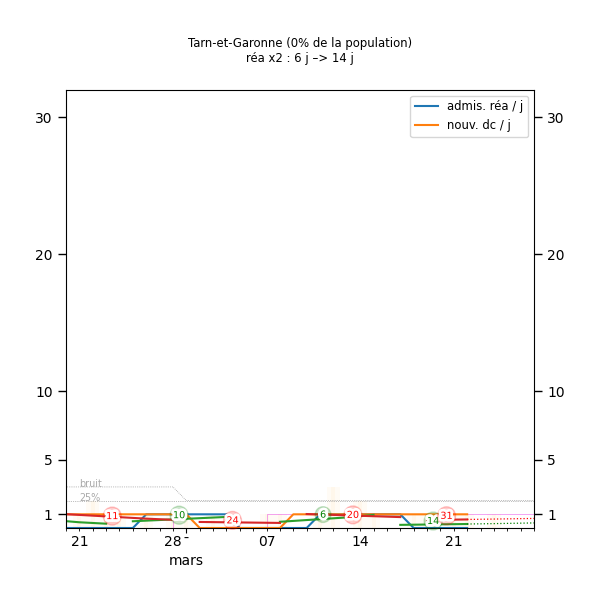 Tarn-et-Garonne (0% de la population)
réa x2 : 6 j –> 14 j
admis. réa / j
nouv. dc / j
30 30
20 20
10 10
5 5
bruit
25%
1 11 10 24 6 20 14 31 1
21 28 - 07 14 21
mars